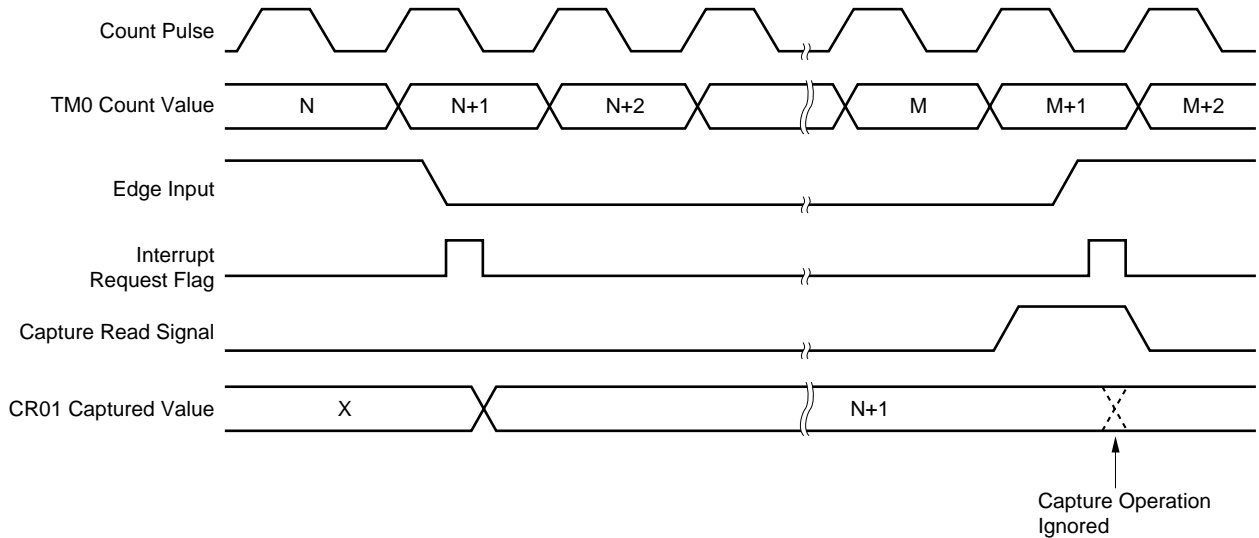 Count Pulse
TM0 Count Value
N
N+1
N+2
M
M+1
M+2
Edge Input
Interrupt
Request Flag
Capture Read Signal
CR01 Captured Value
X
N+1
Capture Operation
Ignored